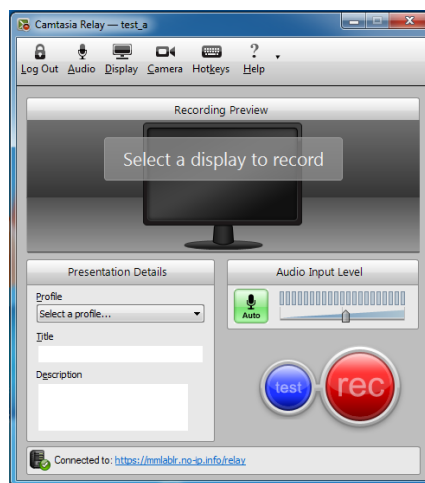 Camtasia Relay — test_a
Log Out Audio Display Camera Hotkeys Help
Recording Preview
Select a display to record
Presentation Details
Profile
Select a profile...
Title
Description
Audio Input Level
Auto
test rec
Connected to: https://mmlablr.no-ip.info/relay